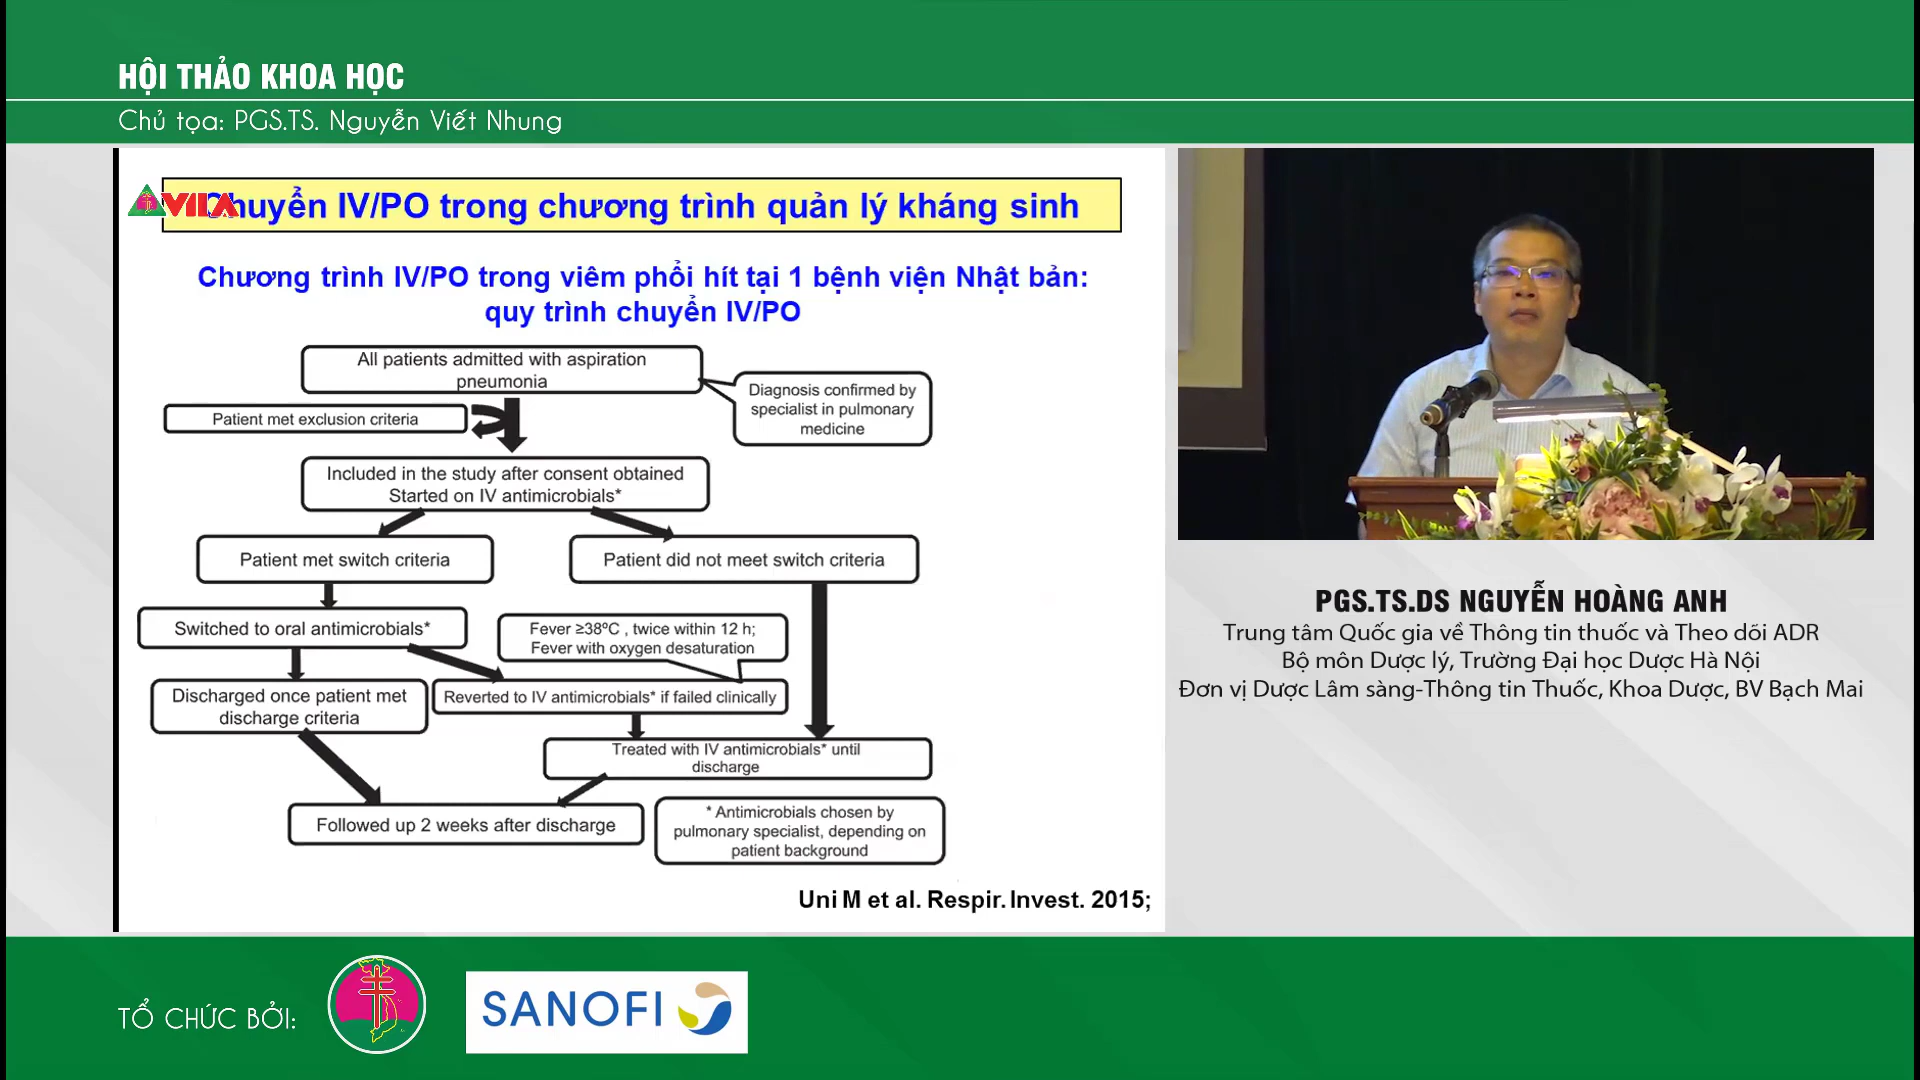 HỘI THẢO KHOA HỌC
Chủ tọa: PGS.TS. Nguyễn Viết Nhung
Chuyển IV/PO trong chương trình quản lý kháng sinh
Chương trình IV/PO trong viêm phổi hít tại 1 bệnh viện Nhật bản:
quy trình chuyển IV/PO
All patients admitted with aspiration
pneumonia
Diagnosis confirmed by
specialist in pulmonary
medicine
Patient met exclusion criteria
Included in the study after consent obtained
Started on IV antimicrobials*
Patient met switch criteria
Patient did not meet switch criteria
Switched to oral antimicrobials*
Fever ≥38ºC , twice within 12 h;
Fever with oxygen desaturation
Discharged once patient met
discharge criteria
Reverted to IV antimicrobials* if failed clinically
Treated with IV antimicrobials* until
discharge
Followed up 2 weeks after discharge
* Antimicrobials chosen by
pulmonary specialist, depending on
patient background
Uni M et al. Respir. Invest. 2015;
PGS.TS.DS NGUYỄN HOÀNG ANH
Trung tâm Quốc gia về Thông tin thuốc và Theo dõi ADR
Bộ môn Dược lý, Trường Đại học Dược Hà Nội
Đơn vị Dược Lâm sàng-Thông tin Thuốc, Khoa Dược, BV Bạch Mai
TỔ CHỨC BỞI:
SANOFI